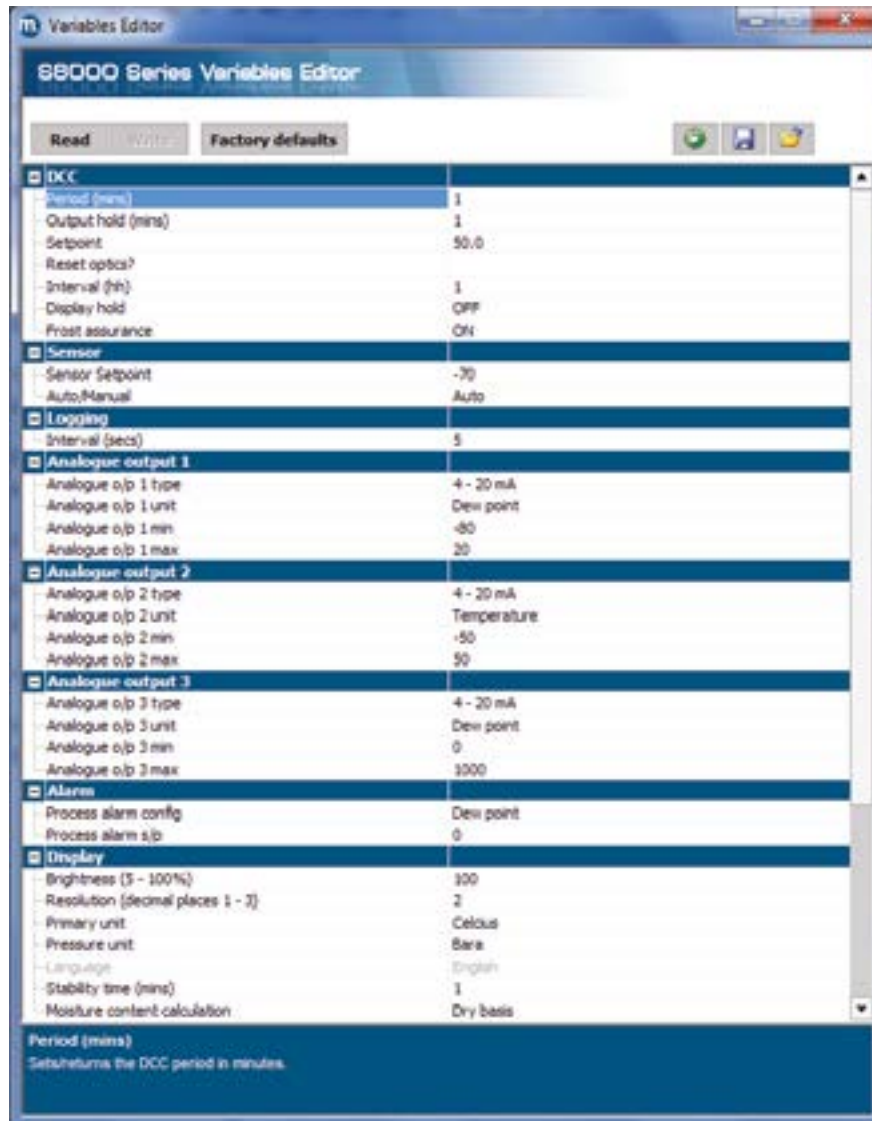 Variables Editor
S8000 Series Variables Editor
Read Write Factory defaults
DCC
Period (mins) 1
Output hold (mins) 1
Setpoint 50.0
Reset optics?
Interval (hh) 1
Display hold OFF
Frost assurance ON
Sensor
Sensor Setpoint -70
Auto/Manual Auto
Logging
Interval (secs) 5
Analogue output 1
Analogue o/p 1 type 4 - 20 mA
Analogue o/p 1 unit Dew point
Analogue o/p 1 min -80
Analogue o/p 1 max 20
Analogue output 2
Analogue o/p 2 type 4 - 20 mA
Analogue o/p 2 unit Temperature
Analogue o/p 2 min -50
Analogue o/p 2 max 50
Analogue output 3
Analogue o/p 3 type 4 - 20 mA
Analogue o/p 3 unit Dew point
Analogue o/p 3 min 0
Analogue o/p 3 max 1000
Alarm
Process alarm config Dew point
Process alarm s/p 0
Display
Brightness (5 - 100%) 100
Resolution (decimal places 1 - 3) 2
Primary unit Celcius
Pressure unit Bara
Language English
Stability time (mins) 1
Moisture content calculation Dry basis
Period (mins)
Sets/returns the DCC period in minutes.